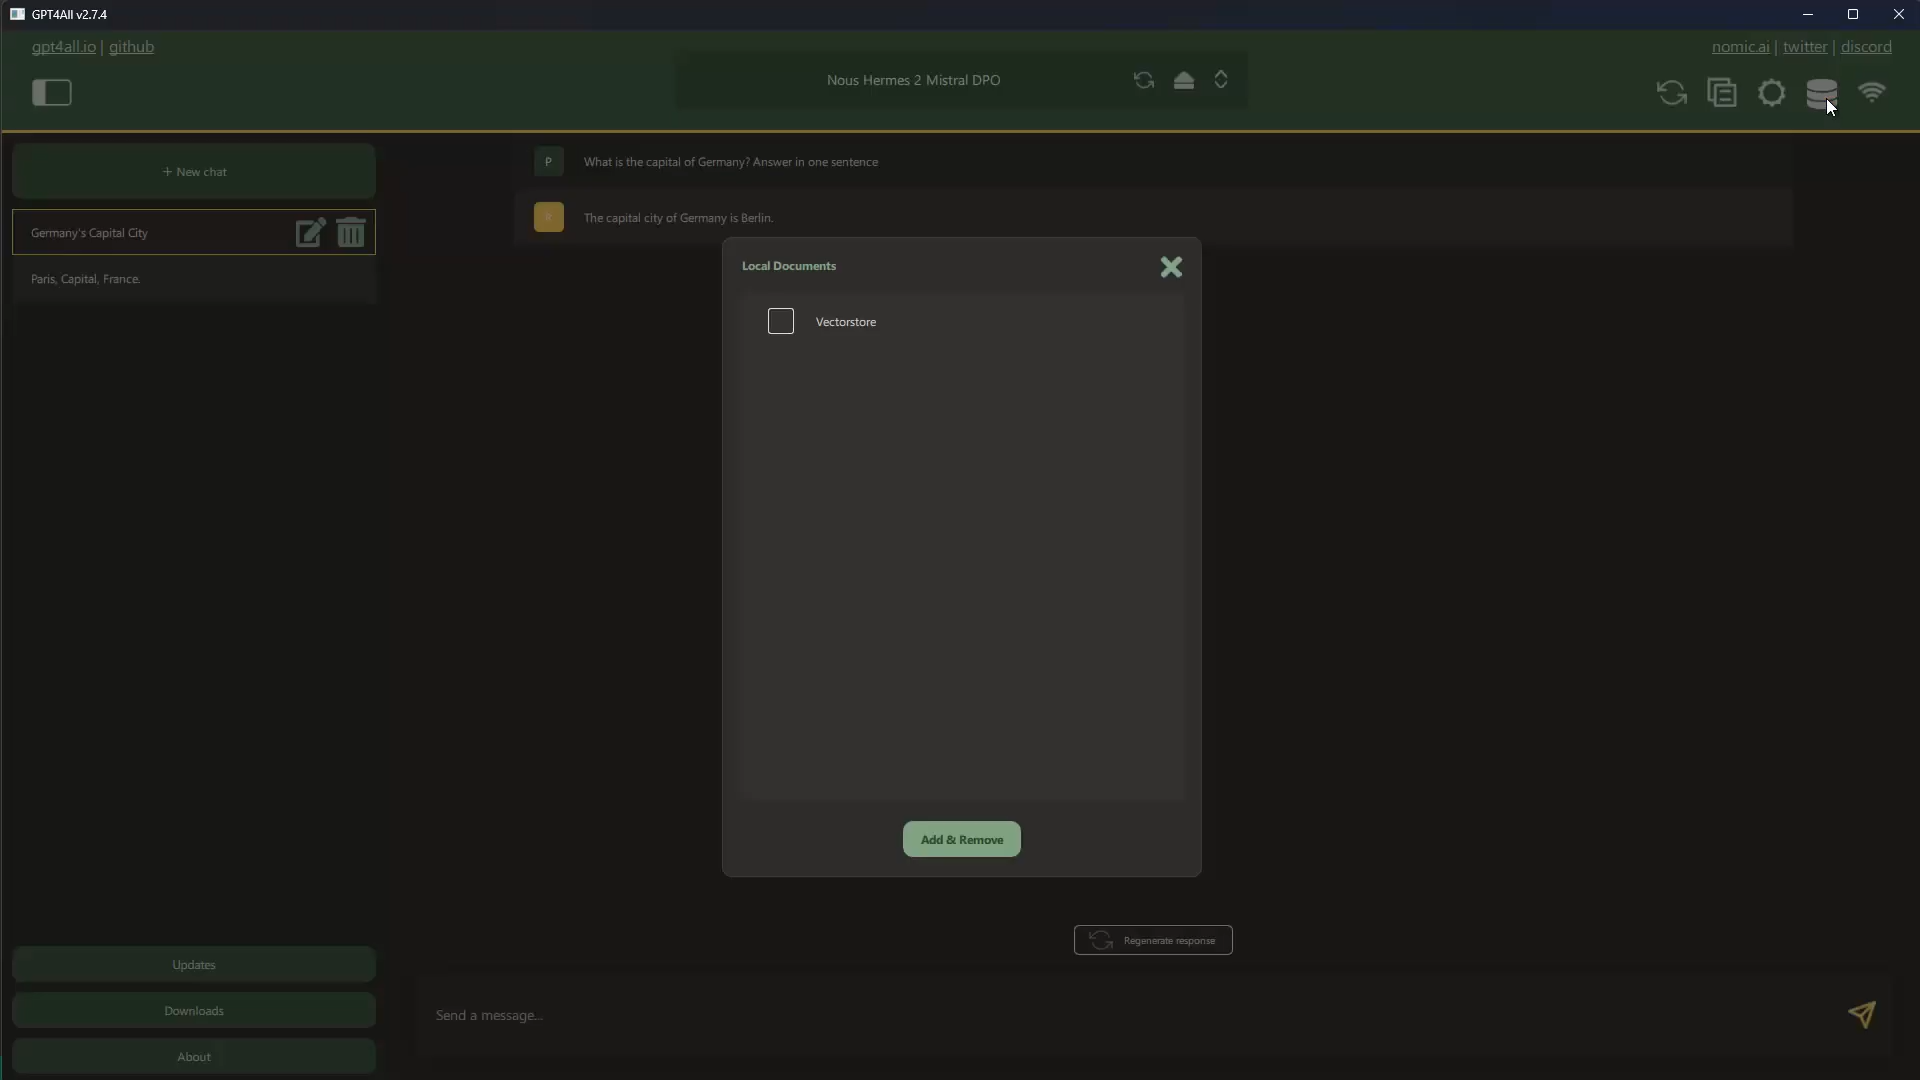 GPT4All v2.7.4
gpt4all.io | github
nomic.ai | twitter | discord
Nous Hermes 2 Mistral DPO
+ New chat
Germany's Capital City
Paris, Capital, France.
P
What is the capital of Germany? Answer in one sentence
R
The capital city of Germany is Berlin.
Local Documents
Vectorstore
Add & Remove
Regenerate response
Send a message...
Updates
Downloads
About